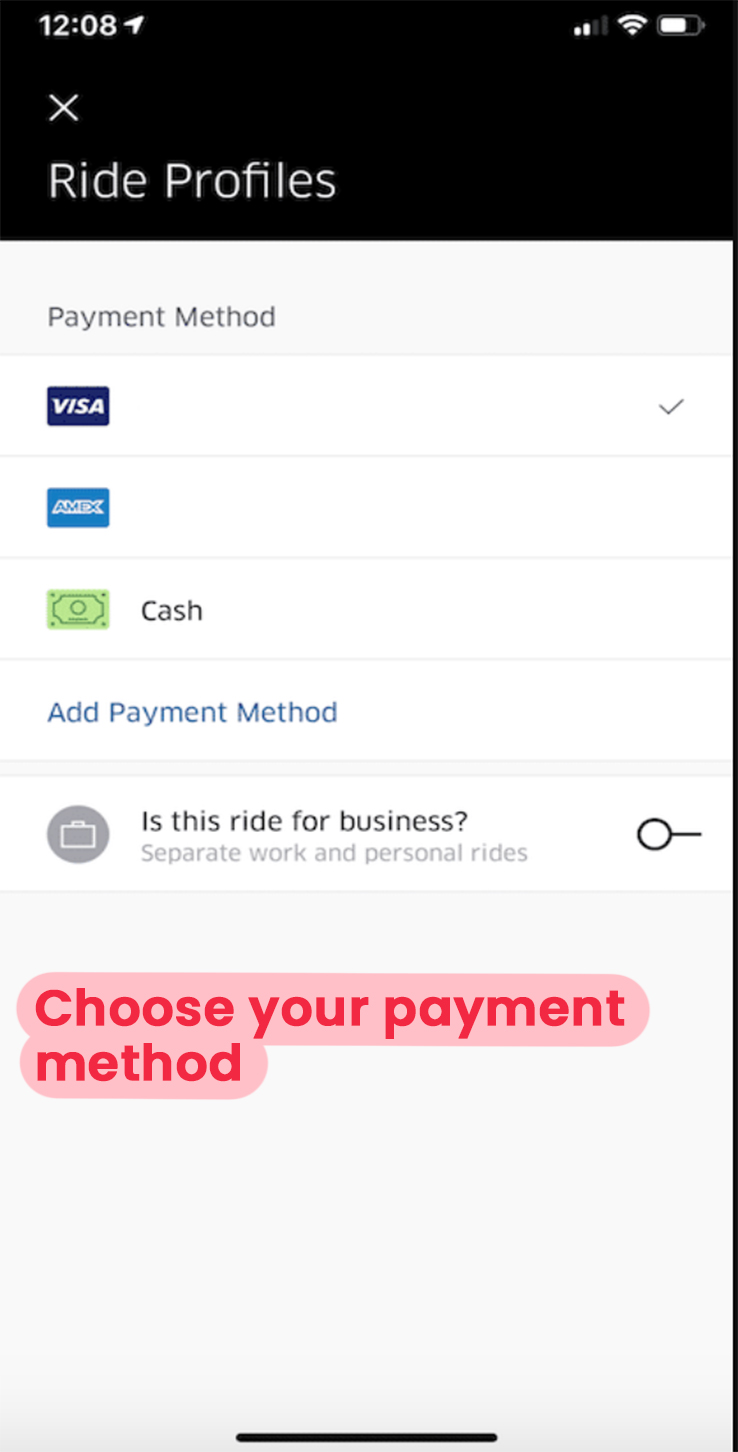 12:08
Ride Profiles
Payment Method
VISA
AMEX
Cash
Add Payment Method
Is this ride for business?
Separate work and personal rides
Choose your payment
method